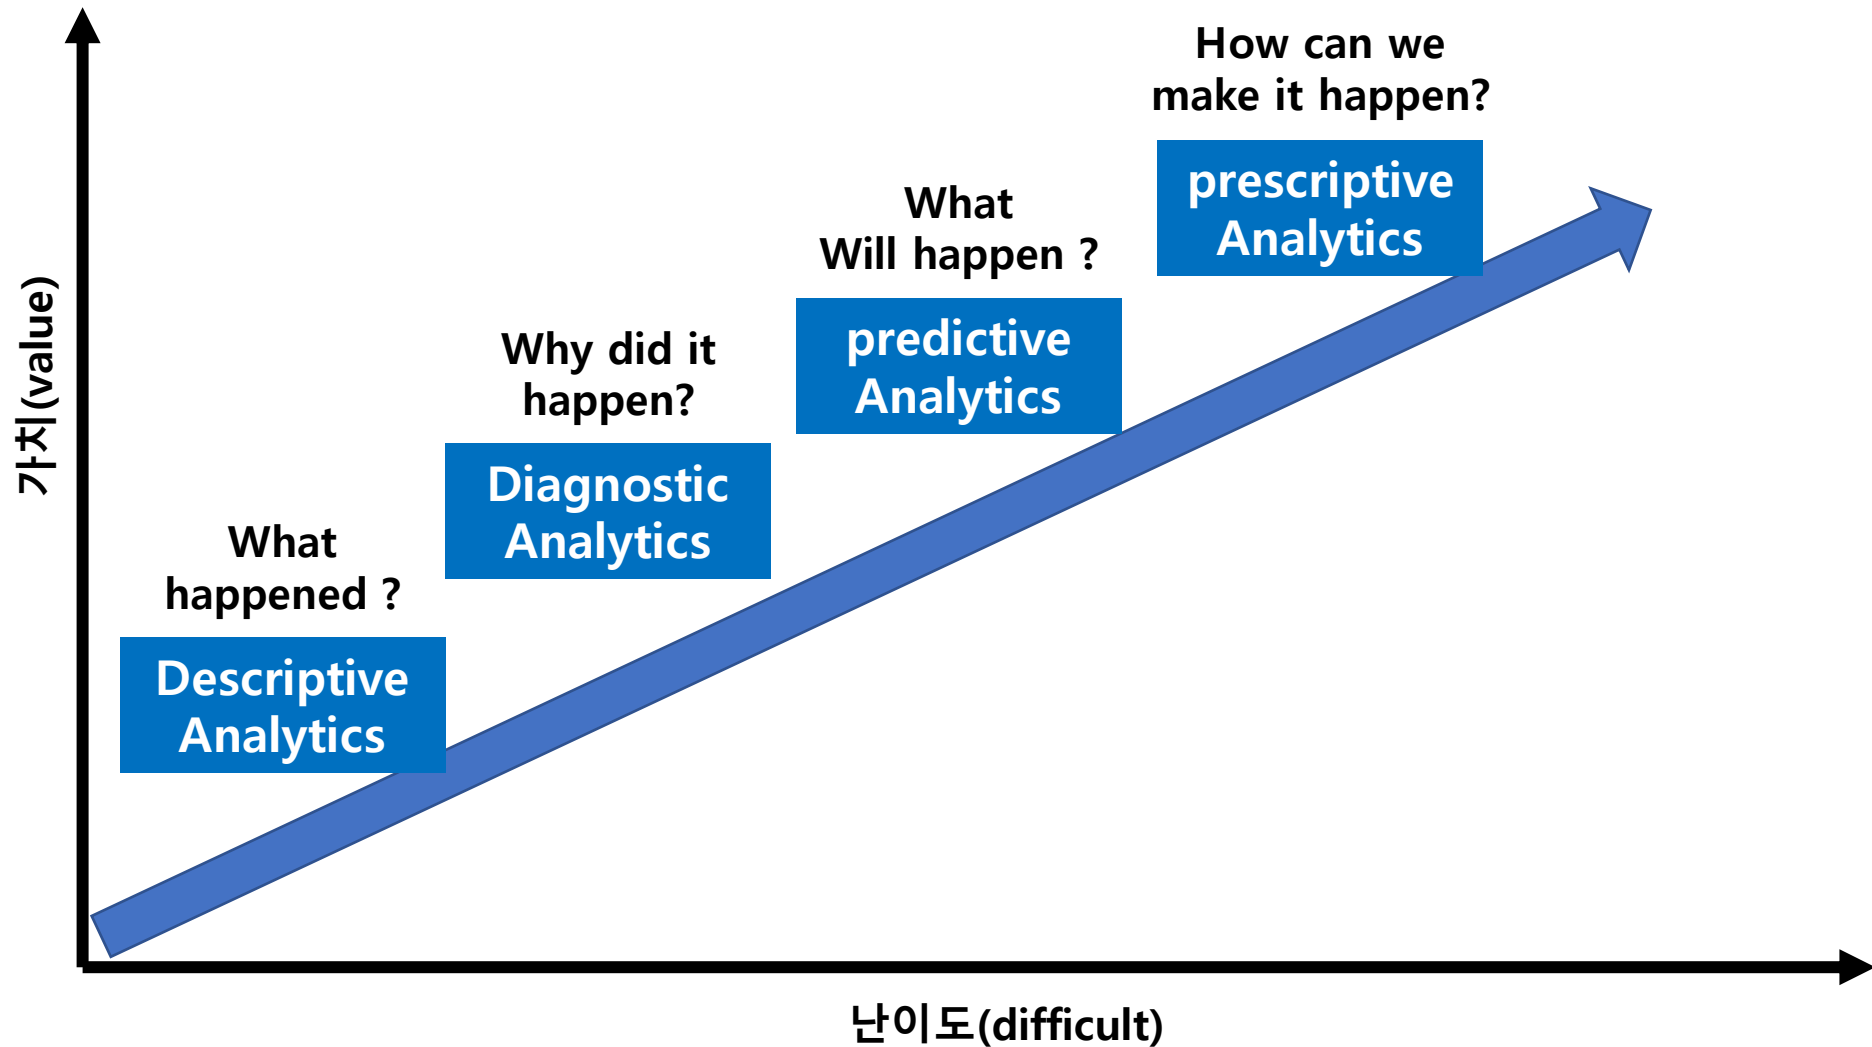 How can we
make it happen?
prescriptive
Analytics
What
Will happen ?
predictive
Analytics
Why did it
happen?
Diagnostic
Analytics
What
happened ?
Descriptive
Analytics
가치(value)
난이도(difficult)